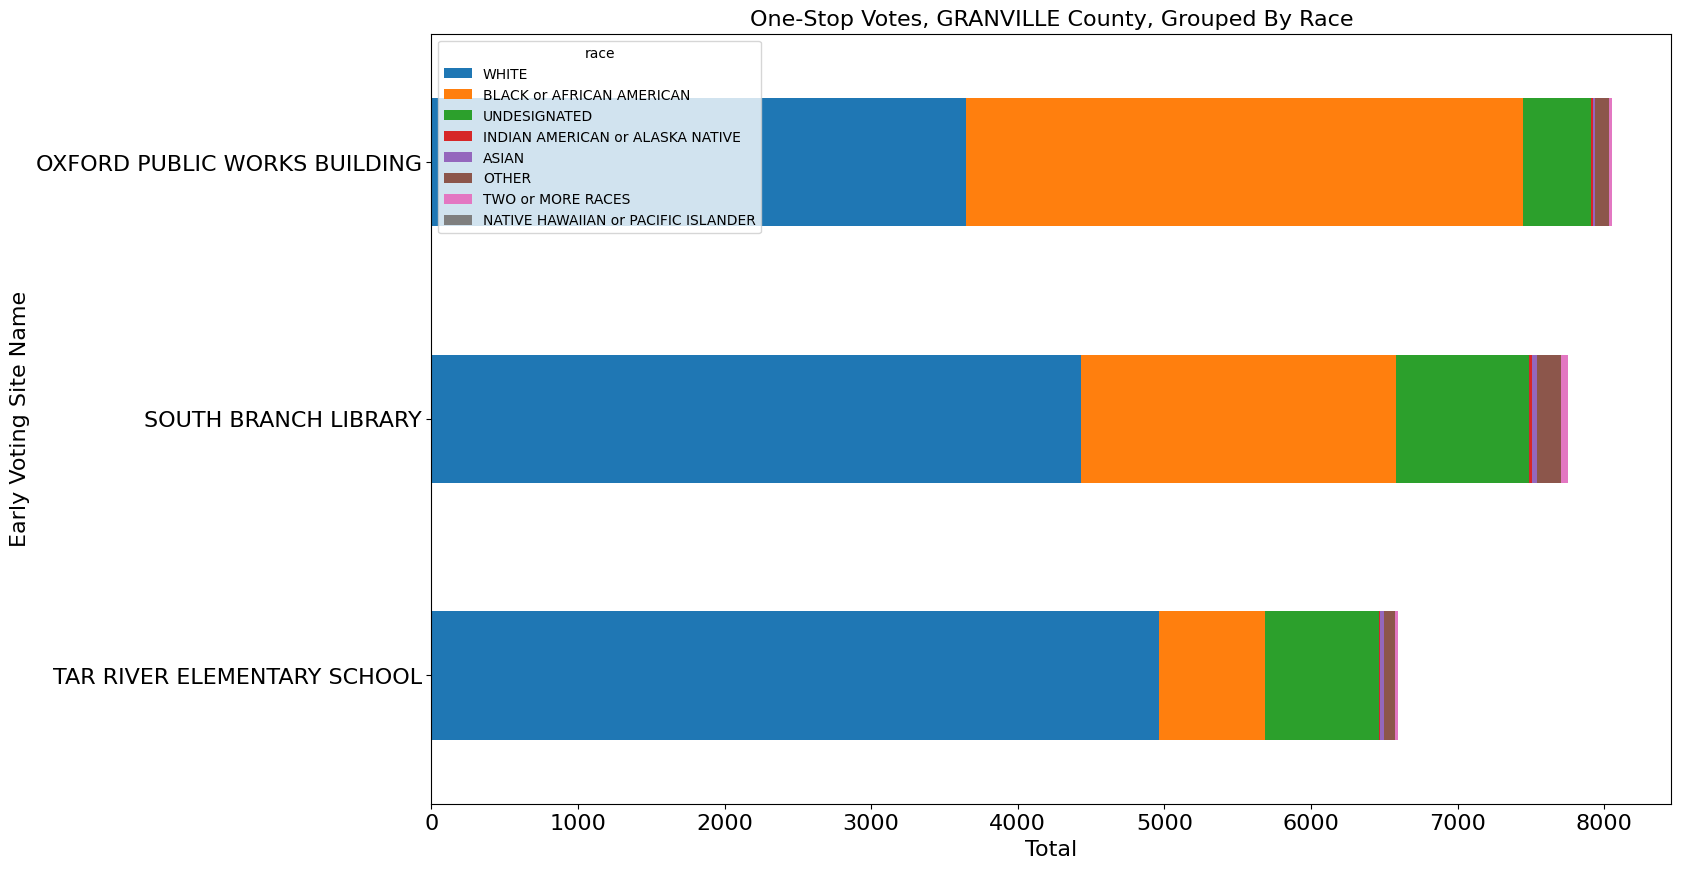 One-Stop Votes, GRANVILLE County, Grouped By Race
race
WHITE
BLACK or AFRICAN AMERICAN
UNDESIGNATED
INDIAN AMERICAN or ALASKA NATIVE
ASIAN
OTHER
TWO or MORE RACES
NATIVE HAWAIIAN or PACIFIC ISLANDER
Early Voting Site Name
OXFORD PUBLIC WORKS BUILDING
SOUTH BRANCH LIBRARY
TAR RIVER ELEMENTARY SCHOOL
0 1000 2000 3000 4000 5000 6000 7000 8000
Total